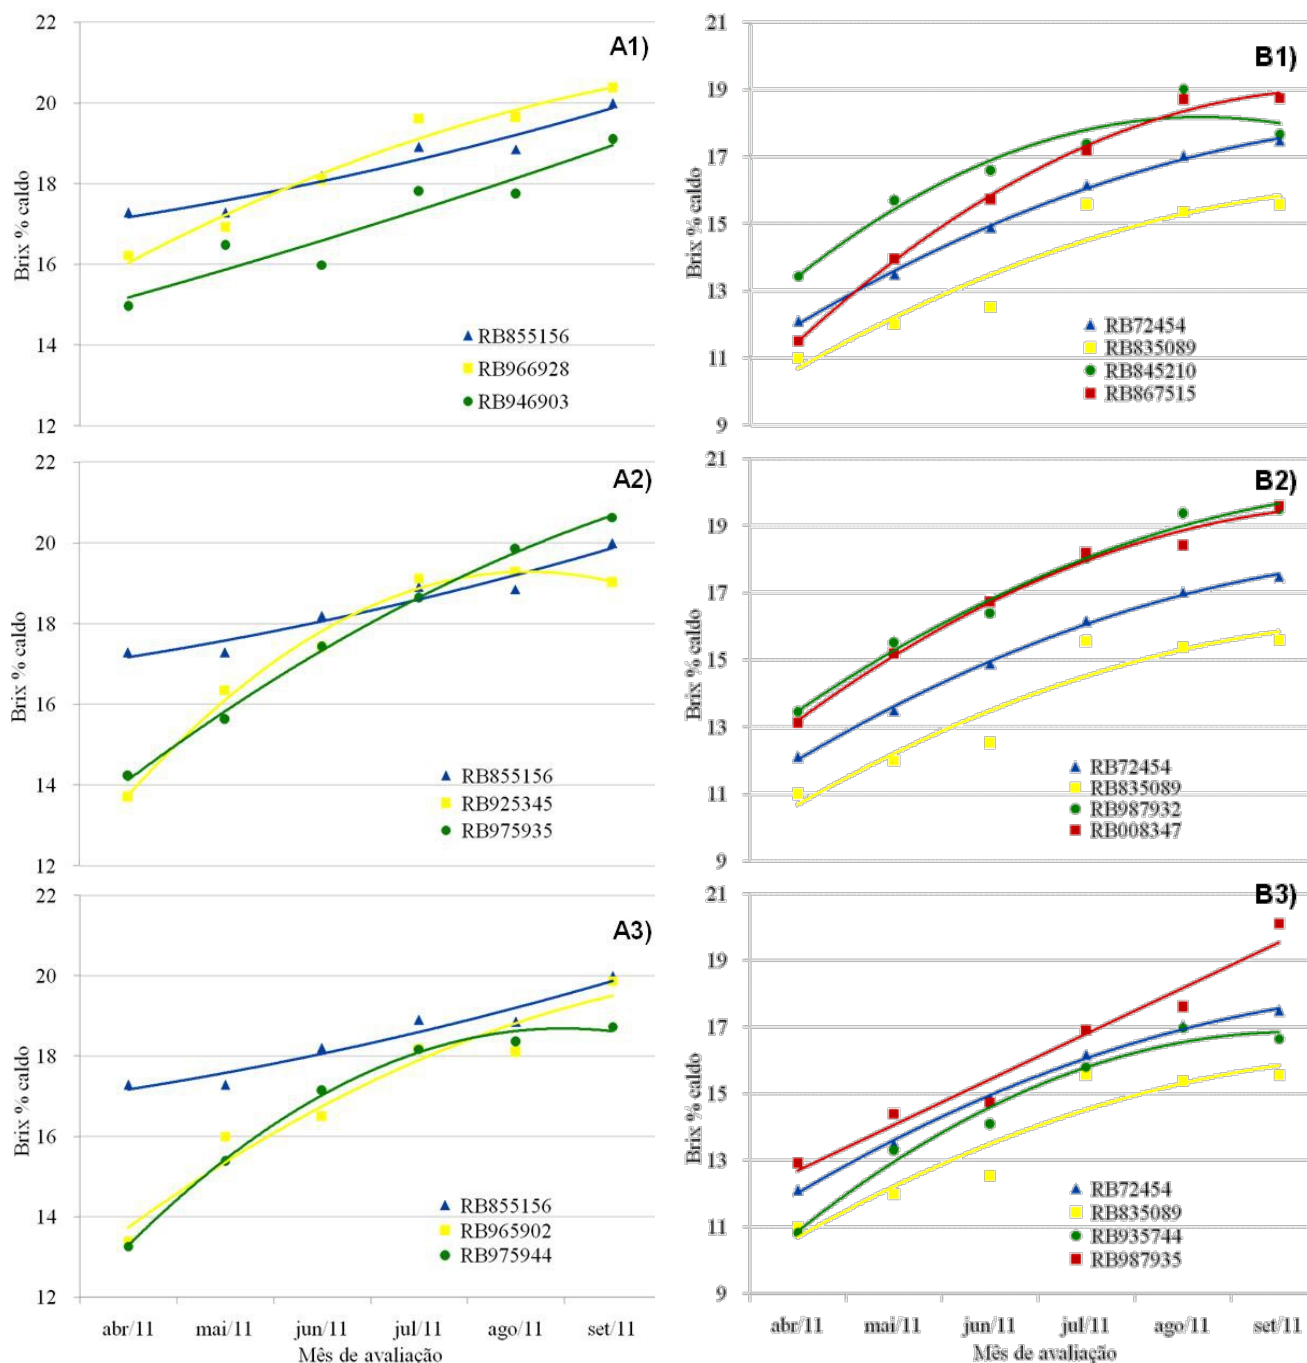 A1)
22
20
18
16
14
12
Brix % caldo
RB855156
RB966928
RB946903
B1)
21
19
17
15
13
11
9
Brix % caldo
RB72454
RB835089
RB845210
RB867515
A2)
22
20
18
16
14
12
Brix % caldo
RB855156
RB925345
RB975935
B2)
21
19
17
15
13
11
9
Brix % caldo
RB72454
RB835089
RB987932
RB008347
A3)
22
20
18
16
14
12
Brix % caldo
RB855156
RB965902
RB975944
abr/11 mai/11 jun/11 jul/11 ago/11 set/11
Mês de avaliação
B3)
21
19
17
15
13
11
9
Brix % caldo
RB72454
RB835089
RB935744
RB987935
abr/11 mai/11 jun/11 jul/11 ago/11 set/11
Mês de avaliação